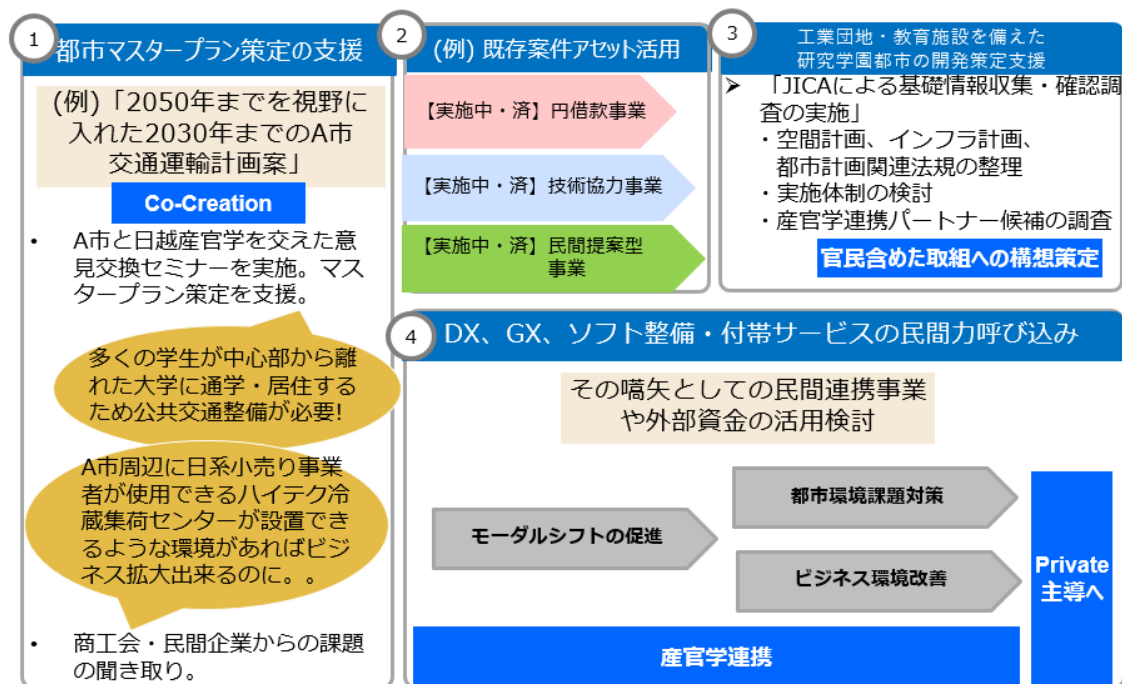 1
都市マスタープラン策定の支援
(例)「2050年までを視野に
入れた2030年までのA市
交通運輸計画案」
Co-Creation
• A市と日越産官学を交えた意
見交換セミナーを実施。マス
タープラン策定を支援。
多くの学生が中心部から離
れた大学に通学・居住する
ため公共交通整備が必要!
A市周辺に日系小売り事業
者が使用できるハイテク冷
蔵集荷センターが設置でき
るような環境があればビジ
ネス拡大出来るのに。。
• 商工会・民間企業からの課題
の聞き取り。
2
(例) 既存案件アセット活用
【実施中・済】円借款事業
【実施中・済】技術協力事業
【実施中・済】民間提案型
事業
3
工業団地・教育施設を備えた
研究学園都市の開発策定支援
➢ 「JICAによる基礎情報収集・確認調
査の実施」
・空間計画、インフラ計画、
都市計画関連法規の整理
・実施体制の検討
・産官学連携パートナー候補の調査
官民含めた取組への構想策定
4
DX、GX、ソフト整備・付帯サービスの民間力呼び込み
その嚆矢としての民間連携事業
や外部資金の活用検討
モーダルシフトの促進
都市環境課題対策
ビジネス環境改善
Private
主導へ
産官学連携